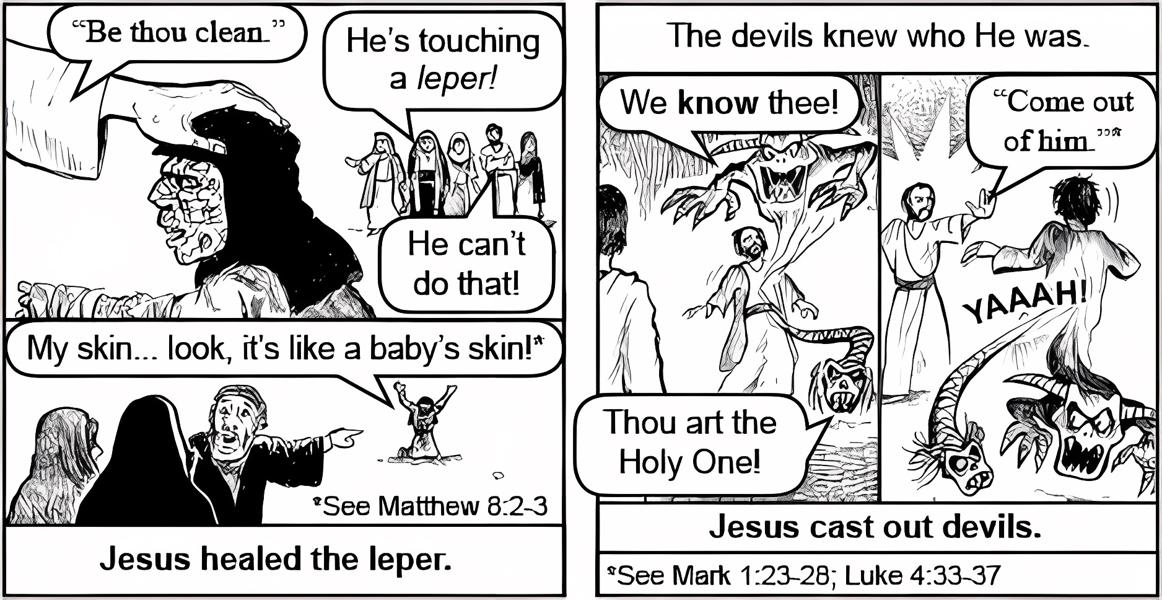 “Be thou clean.”
He's touching
a leper!
He can't
do that!
My skin... look, it's like a baby's skin!*
*See Matthew 8:2-3
Jesus healed the leper.
The devils knew who He was.
We know thee!
Thou art the
Holy One!
“Come out
of him.”*
YAAAH!
Jesus cast out devils.
*See Mark 1:23-28; Luke 4:33-37